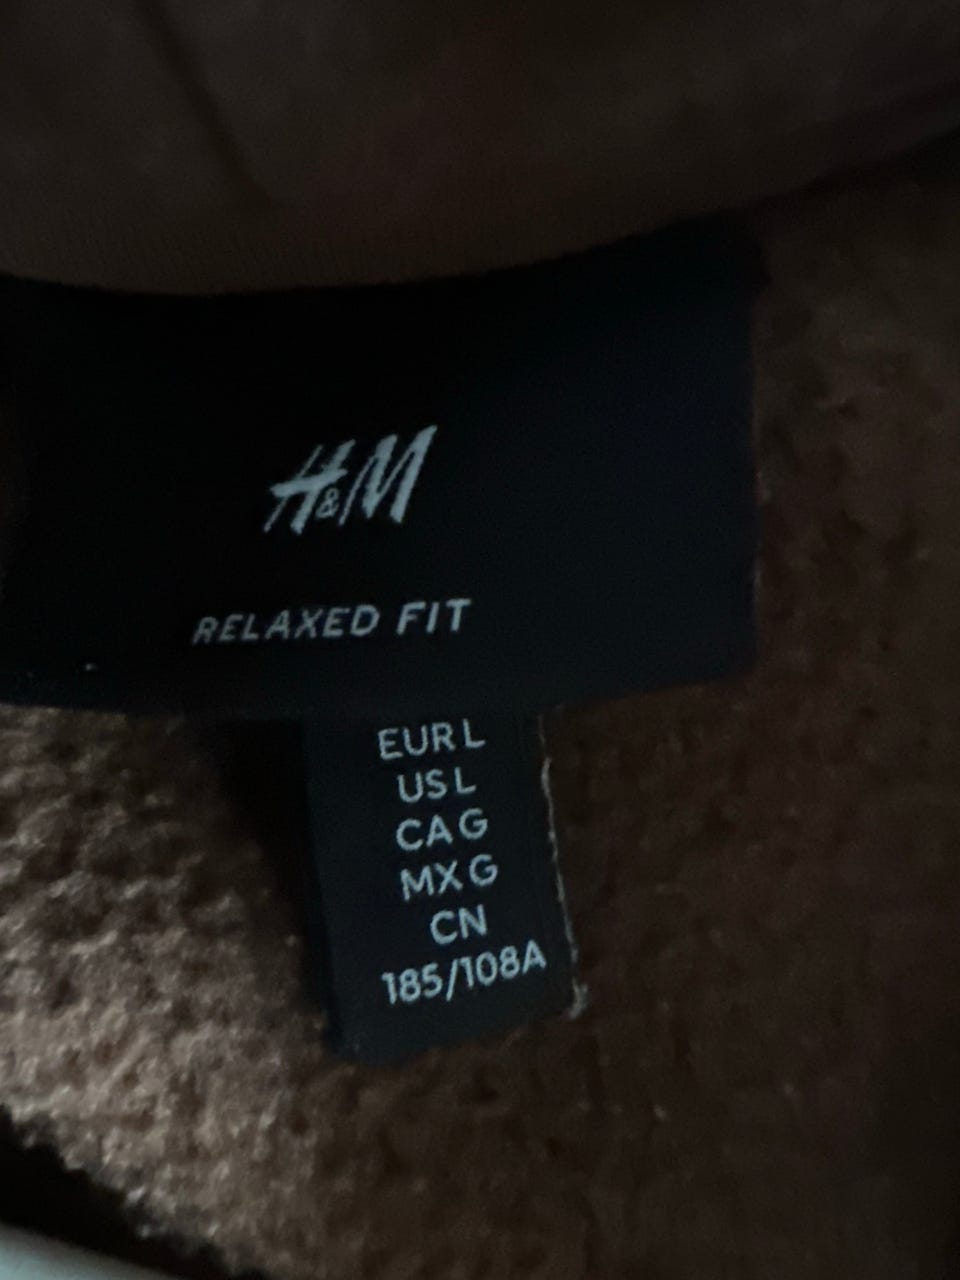 H&M
RELAXED FIT
EUR L
US L
CA G
MX G
CN
185/108A